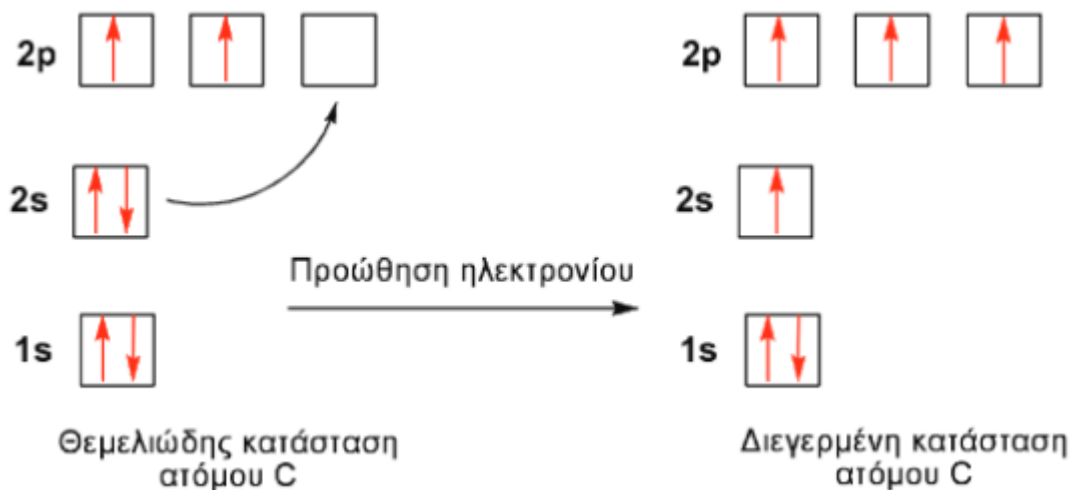 2p
2p
2s
2s
Προώθηση ηλεκτρονίου
1s
1s
Θεμελιώδης κατάσταση
ατόμου C
Διεγερμένη κατάσταση
ατόμου C